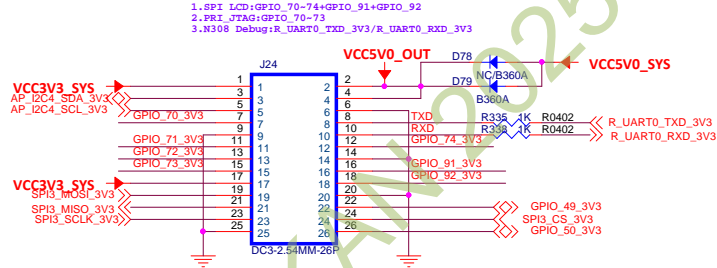 1.SPI LCD:GPIO_70~74+GPIO_91+GPIO_92
2.PRI_JTAG:GPIO_70~73
3.N308 Debug:R_UART0_TXD_3V3/R_UART0_RXD_3V3
J24
VCC5V0_OUT
D78
NC/B360A
D79
B360A
VCC5V0_SYS
VCC3V3_SYS
1 1 2 2
AP_I2C4_SDA_3V3 3 3 4 4
AP_I2C4_SCL_3V3 5 5 6 6
GPIO_70_3V3 7 7 8 8 TXD R335 1K R0402 R_UART0_TXD_3V3
9 9 10 10 RXD R338 1K R0402 R_UART0_RXD_3V3
GPIO_71_3V3 11 11 12 12 GPIO_74_3V3
GPIO_72_3V3 13 13 14 14
GPIO_73_3V3 15 15 16 16 GPIO_91_3V3
VCC3V3_SYS 17 17 18 18 GPIO_92_3V3
SPI3_MOSI_3V3 19 19 20 20
SPI3_MISO_3V3 21 21 22 22 GPIO_49_3V3
SPI3_SCLK_3V3 23 23 24 24 SPI3_CS_3V3
25 25 26 26 GPIO_50_3V3
DC3-2.54MM-26P